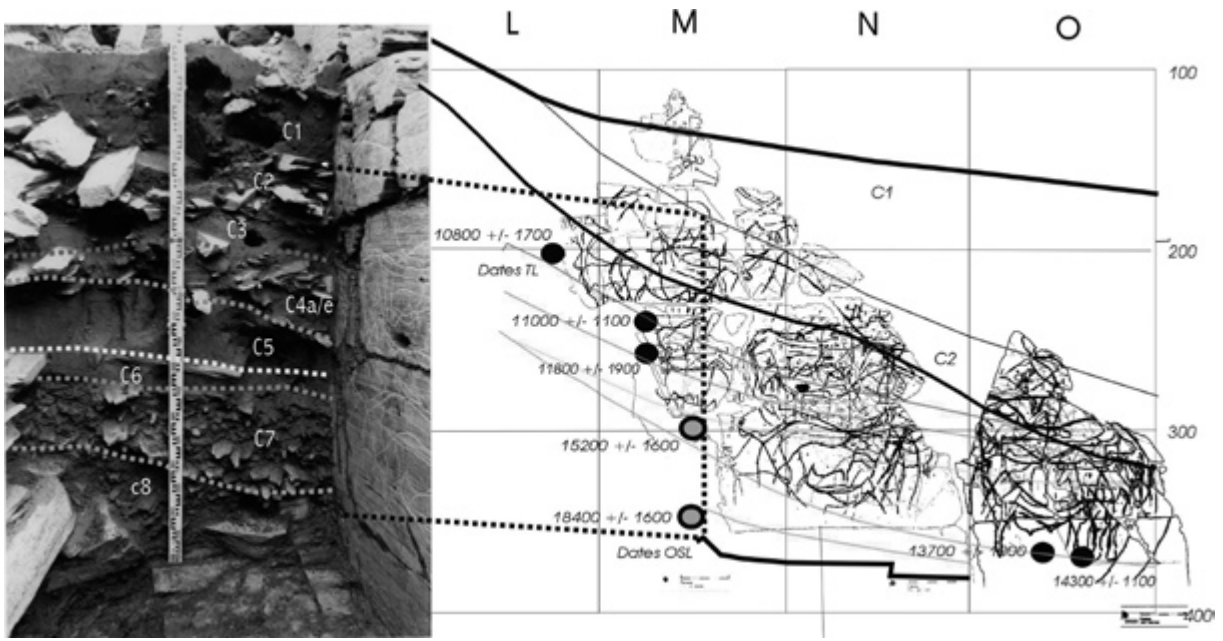 L M N O
100
C1
C2
C3
C4a/e
C5
C6
C7
c8
C1
10800 +/- 1700
200
Dates TL
11000 +/- 1100
11800 +/- 1900
C2
15200 +/- 1600
300
18400 +/- 1600
Dates OSL
14300 +/- 1100
400